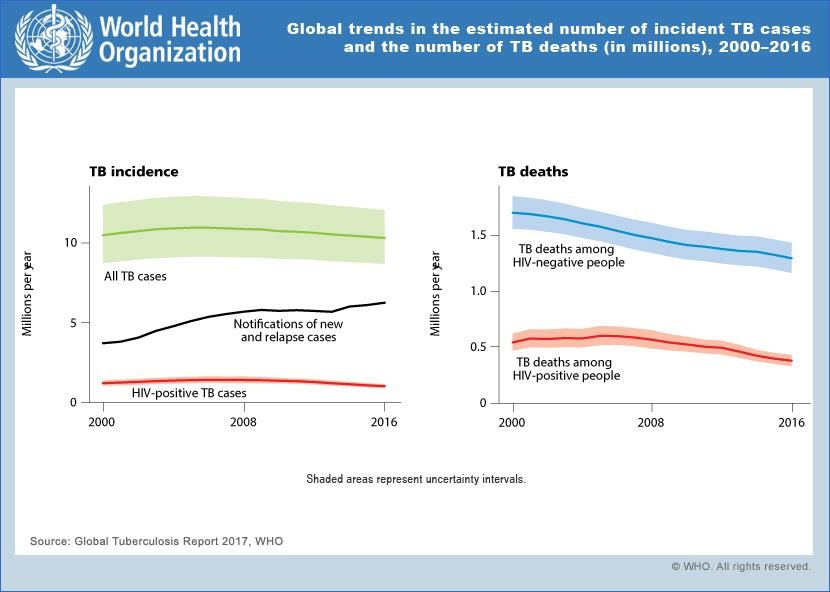 World Health
Organization
Global trends in the estimated number of incident TB cases
and the number of TB deaths (in millions), 2000–2016
TB incidence
Millions per year
10
5
0
All TB cases
Notifications of new
and relapse cases
HIV-positive TB cases
2000
2008
2016
TB deaths
Millions per year
1.5
1.0
0.5
0
TB deaths among
HIV-negative people
TB deaths among
HIV-positive people
2000
2008
2016
Shaded areas represent uncertainty intervals.
Source: Global Tuberculosis Report 2017, WHO
© WHO. All rights reserved.